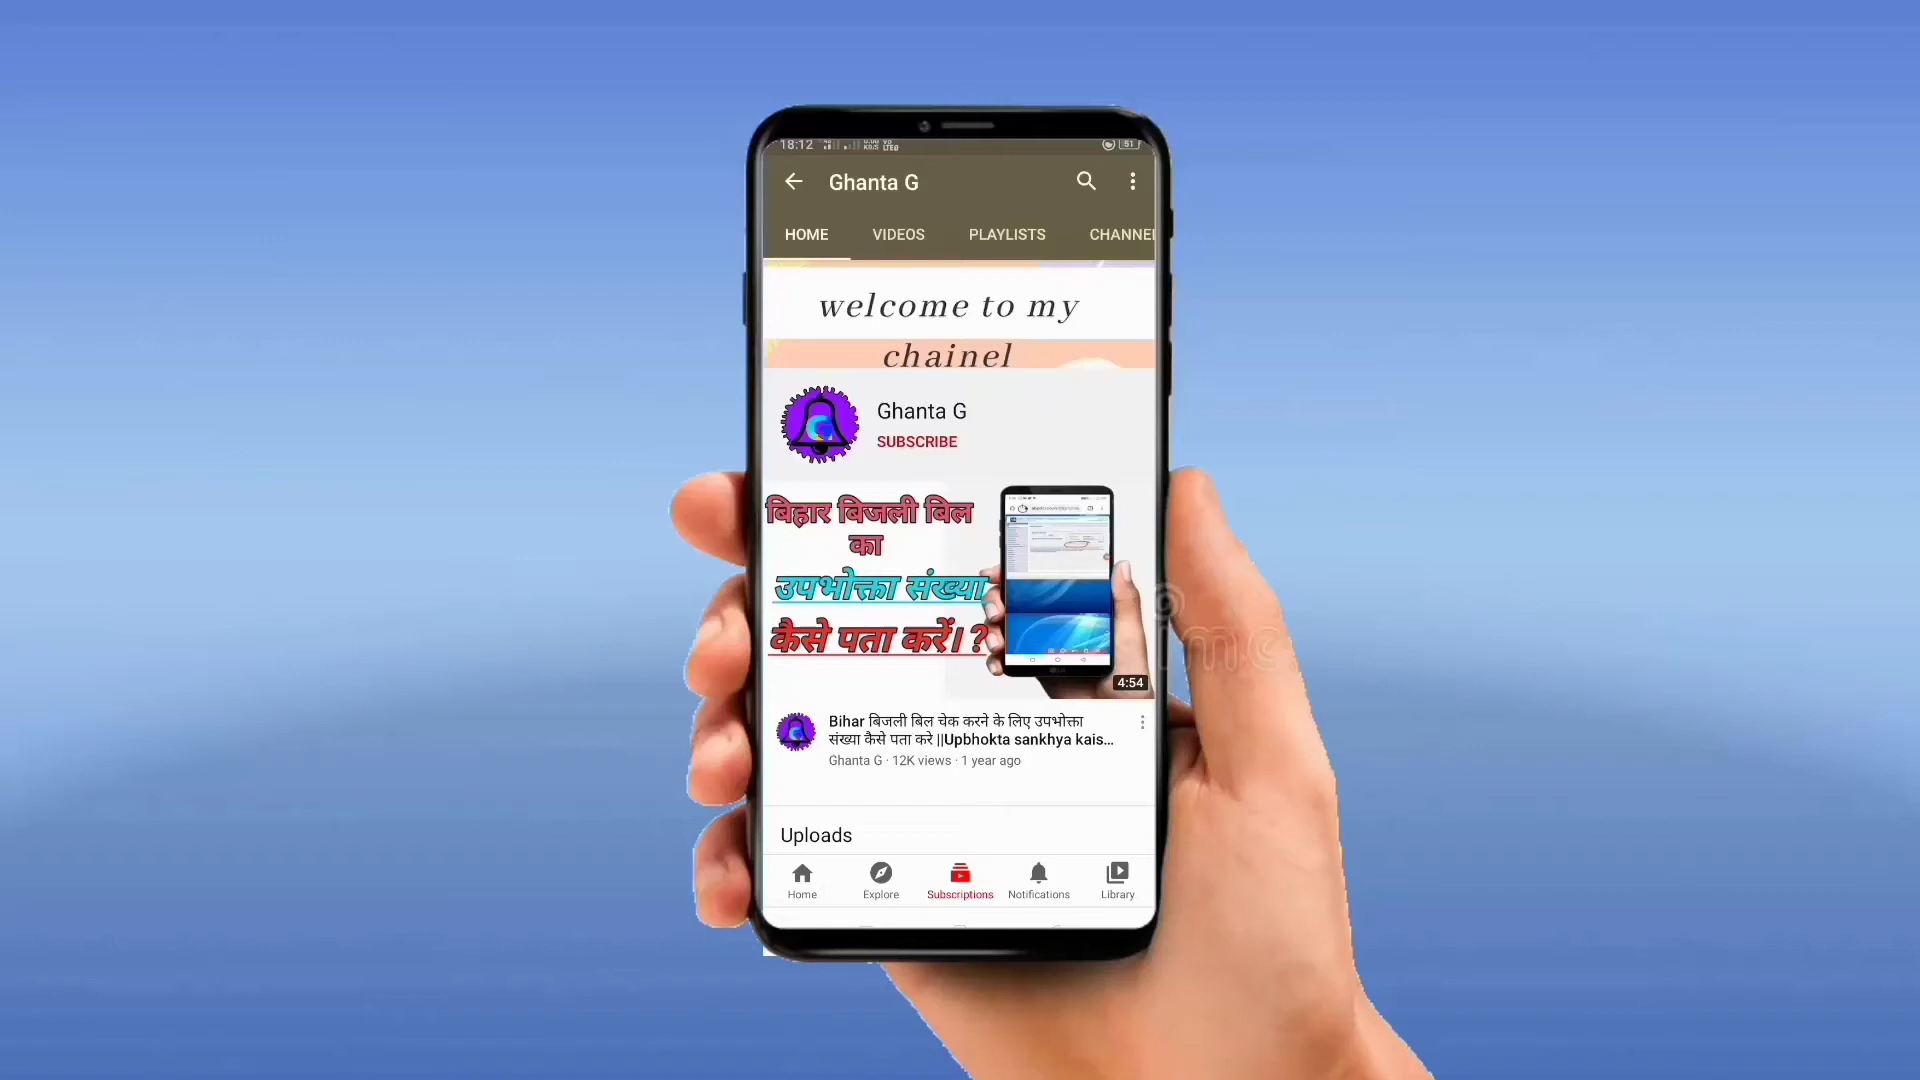 18:12
51
Ghanta G
HOME VIDEOS PLAYLISTS CHANNEL
welcome to my
chainel
Ghanta G
SUBSCRIBE
बिहार बिजली बिल
का
उपभोक्ता संख्या
कैसे पता करें। ?
4:54
Bihar बिजली बिल चेक करने के लिए उपभोक्ता
संख्या कैसे पता करे ||Upbhokta sankhya kais...
Ghanta G · 12K views · 1 year ago
Uploads
Home Explore Subscriptions Notifications Library